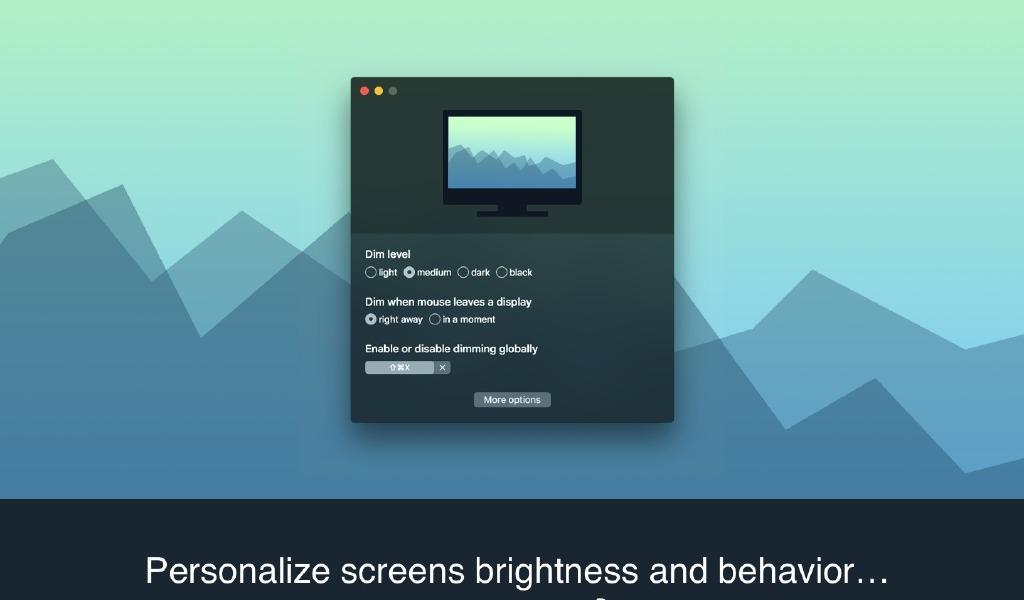 Dim level
light medium dark black
Dim when mouse leaves a display
right away in a moment
Enable or disable dimming globally
⇧⌘X ×
More options
Personalize screens brightness and behavior…